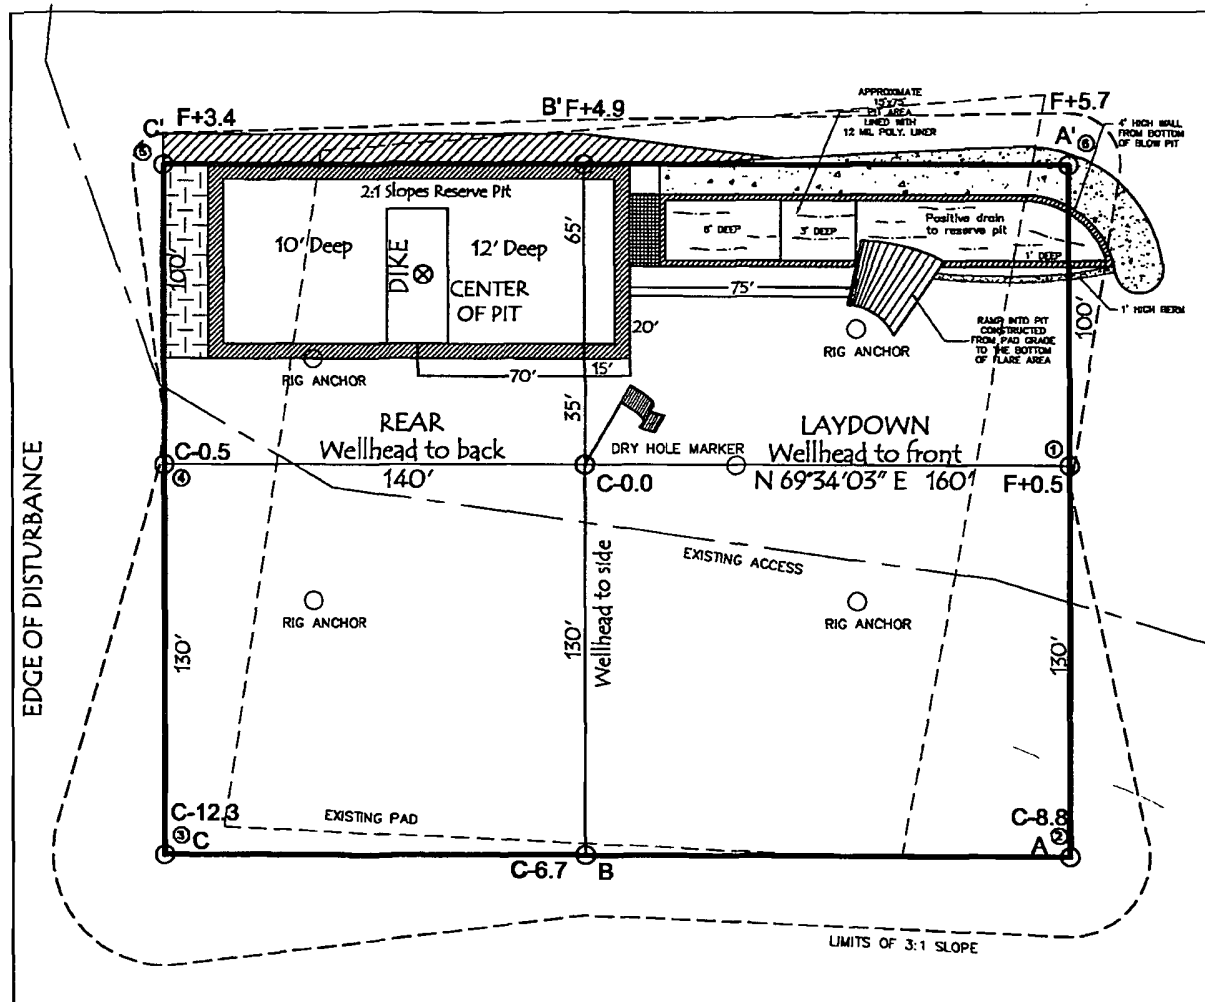 F+3.4
B' F+4.9
APPROXIMATE
15'x75'
PIT AREA
LINED WITH
12 MIL POLY. LINER
F+5.7
C'
A'
⑥
4' HIGH WALL
FROM BOTTOM
OF BLOW PIT
⑤
2:1 Slopes Reserve Pit
10' Deep
DIKE
12' Deep
CENTER
OF PIT
65'
100'
8' DEEP
3' DEEP
Positive drain
to reserve pit
1' DEEP
75'
1' HIGH BERM
100'
20'
RIG ANCHOR
RAMP INTO PIT
CONSTRUCTED
FROM PAD GRADE
TO THE BOTTOM
OF FLARE AREA
RIG ANCHOR
70'
15'
35'
REAR
Wellhead to back
140'
LAYDOWN
Wellhead to front
N 69°34'03" E 160'
DRY HOLE MARKER
C-0.5
④
C-0.0
①
F+0.5
EDGE OF DISTURBANCE
EXISTING ACCESS
Wellhead to side
130'
RIG ANCHOR
RIG ANCHOR
130'
130'
C-12.3
③ C
EXISTING PAD
C-8.8
②
A
C-6.7
B
LIMITS OF 3:1 SLOPE